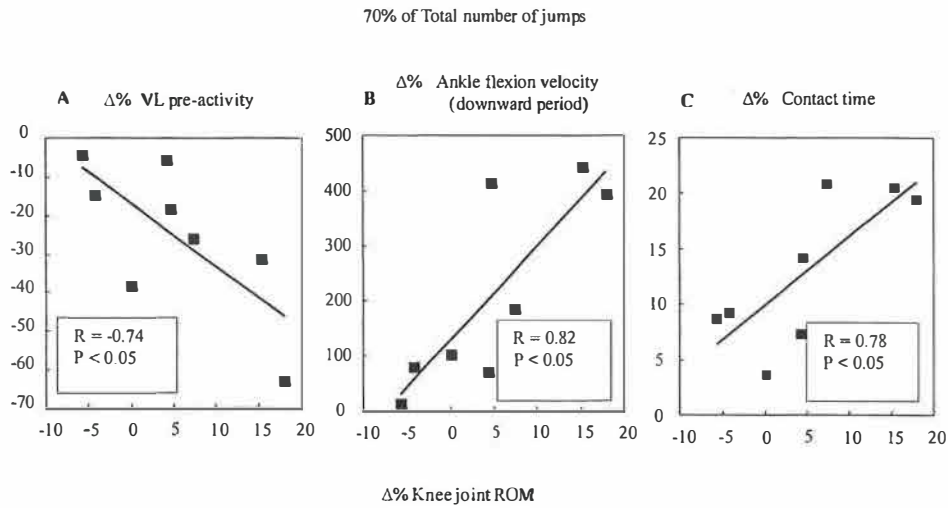 70% of Total number of jumps
A Δ% VL pre-activity
B Δ% Ankle flexion velocity
(downward period)
C Δ% Contact time
0
-10
-20
-30
-40
-50
-60
-70
R = -0.74
P < 0.05
-10 -5 0 5 10 15 20
500
400
300
200
100
0
R = 0.82
P < 0.05
-10 -5 0 5 10 15 20
25
20
15
10
5
0
R = 0.78
P < 0.05
-10 -5 0 5 10 15 20
Δ% Knee joint ROM